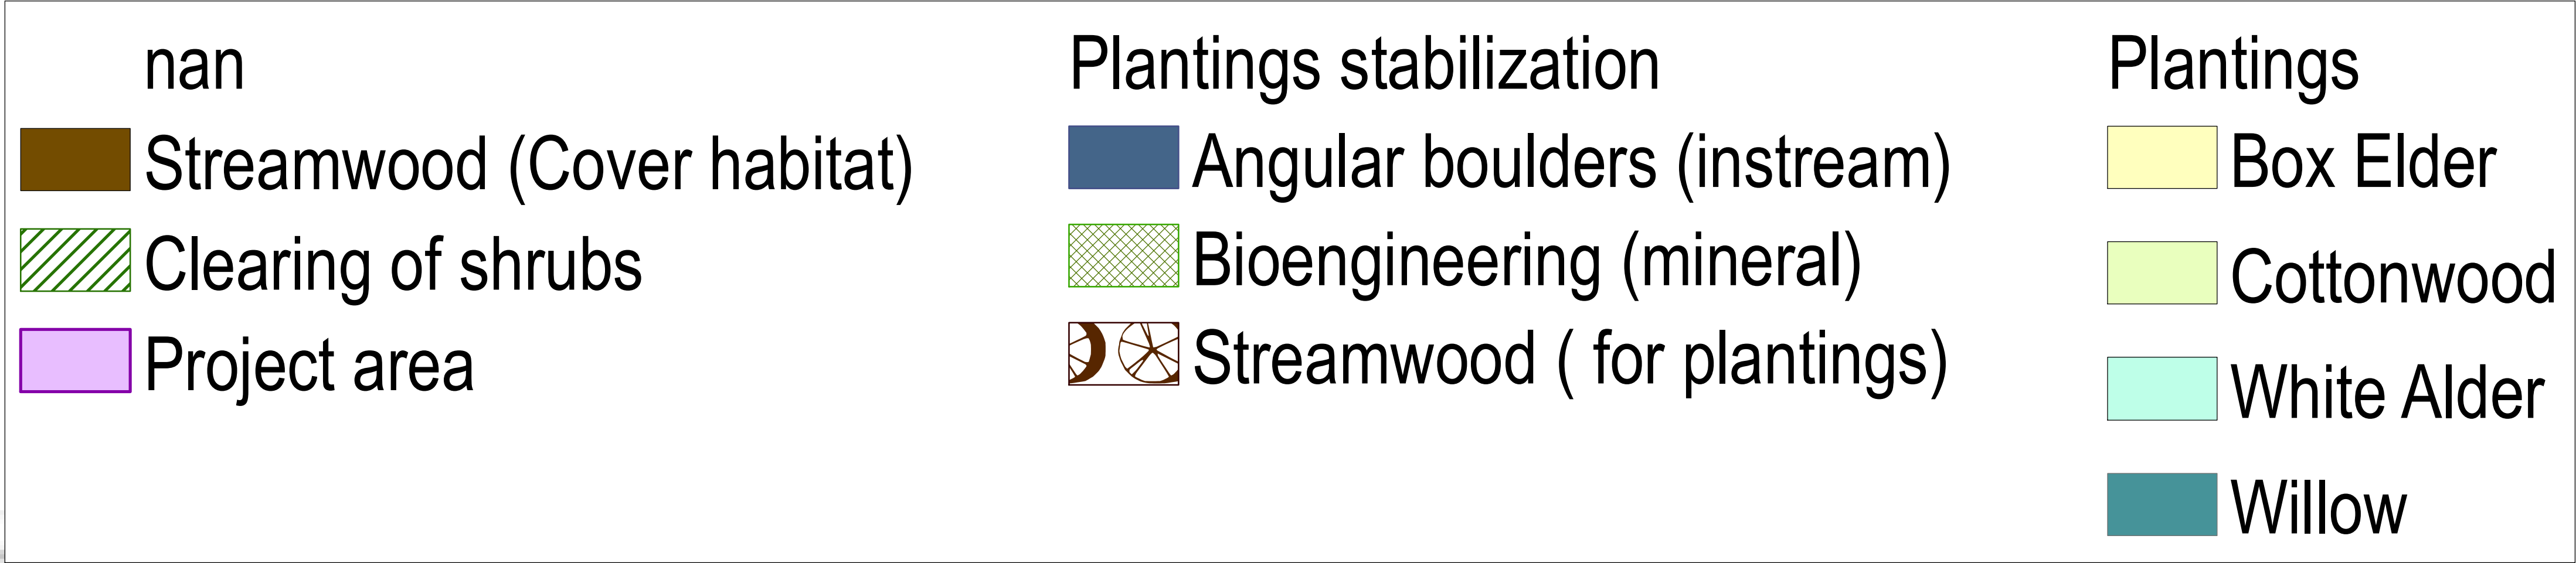 nan
Streamwood (Cover habitat)
Clearing of shrubs
Project area
Plantings stabilization
Angular boulders (instream)
Bioengineering (mineral)
Streamwood ( for plantings)
Plantings
Box Elder
Cottonwood
White Alder
Willow